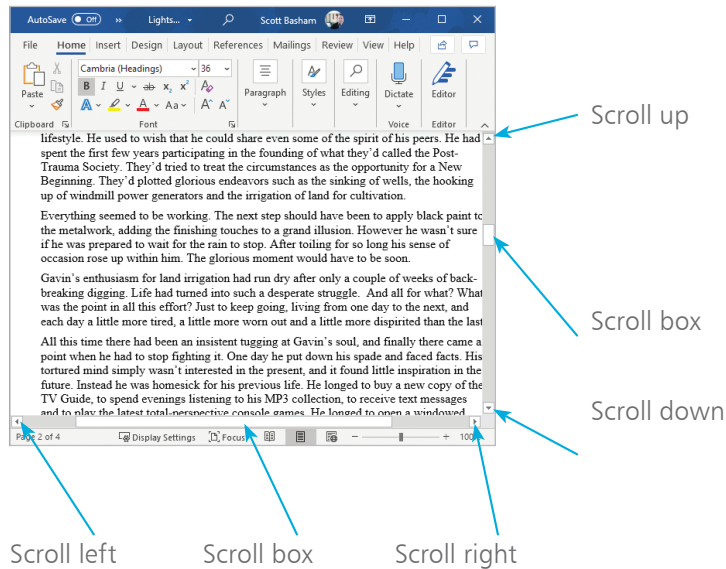 AutoSave Off » Lights... Scott Basham
File Home Insert Design Layout References Mailings Review View Help
Cambria (Headings) 36
Paste B I U ab x₂ x² A
A A Aa A A
Paragraph Styles Editing Dictate Editor
Clipboard Font Voice Editor
Scroll up
lifestyle. He used to wish that he could share even some of the spirit of his peers. He had
spent the first few years participating in the founding of what they'd called the Post-
Trauma Society. They'd tried to treat the circumstances as the opportunity for a New
Beginning. They'd plotted glorious endeavors such as the sinking of wells, the hooking
up of windmill power generators and the irrigation of land for cultivation.
Everything seemed to be working. The next step should have been to apply black paint to
the metalwork, adding the finishing touches to a grand illusion. However he wasn't sure
if he was prepared to wait for the rain to stop. After toiling for so long his sense of
occasion rose up within him. The glorious moment would have to be soon.
Gavin's enthusiasm for land irrigation had run dry after only a couple of weeks of back-
breaking digging. Life had turned into such a desperate struggle. And all for what? What
was the point in all this effort? Just to keep going, living from one day to the next, and
each day a little more tired, a little more worn out and a little more dispirited than the last
Scroll box
All this time there had been an insistent tugging at Gavin's soul, and finally there came a
point when he had to stop fighting it. One day he put down his spade and faced facts. His
tortured mind simply wasn't interested in the present, and it found little inspiration in the
future. Instead he was homesick for his previous life. He longed to buy a new copy of the
TV Guide, to spend evenings listening to his MP3 collection, to receive text messages
and to play the latest total-perspective console games. He longed to open a windowed
Scroll down
Page 2 of 4 Display Settings Focus − + 100
Scroll left Scroll box Scroll right